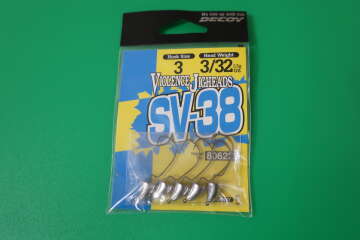 DECOY
Hook Size
Head Weight
3
3/32
VIOLENCE JIGHEADS
SV-38